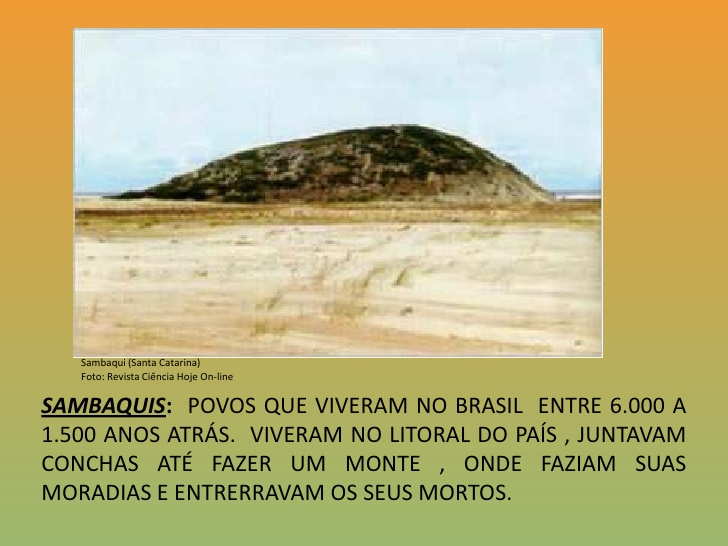 Sambaqui (Santa Catarina)
Foto: Revista Ciência Hoje On-line
SAMBAQUIS: POVOS QUE VIVERAM NO BRASIL ENTRE 6.000 A
1.500 ANOS ATRÁS. VIVERAM NO LITORAL DO PAÍS , JUNTAVAM
CONCHAS ATÉ FAZER UM MONTE , ONDE FAZIAM SUAS
MORADIAS E ENTRERRAVAM OS SEUS MORTOS.